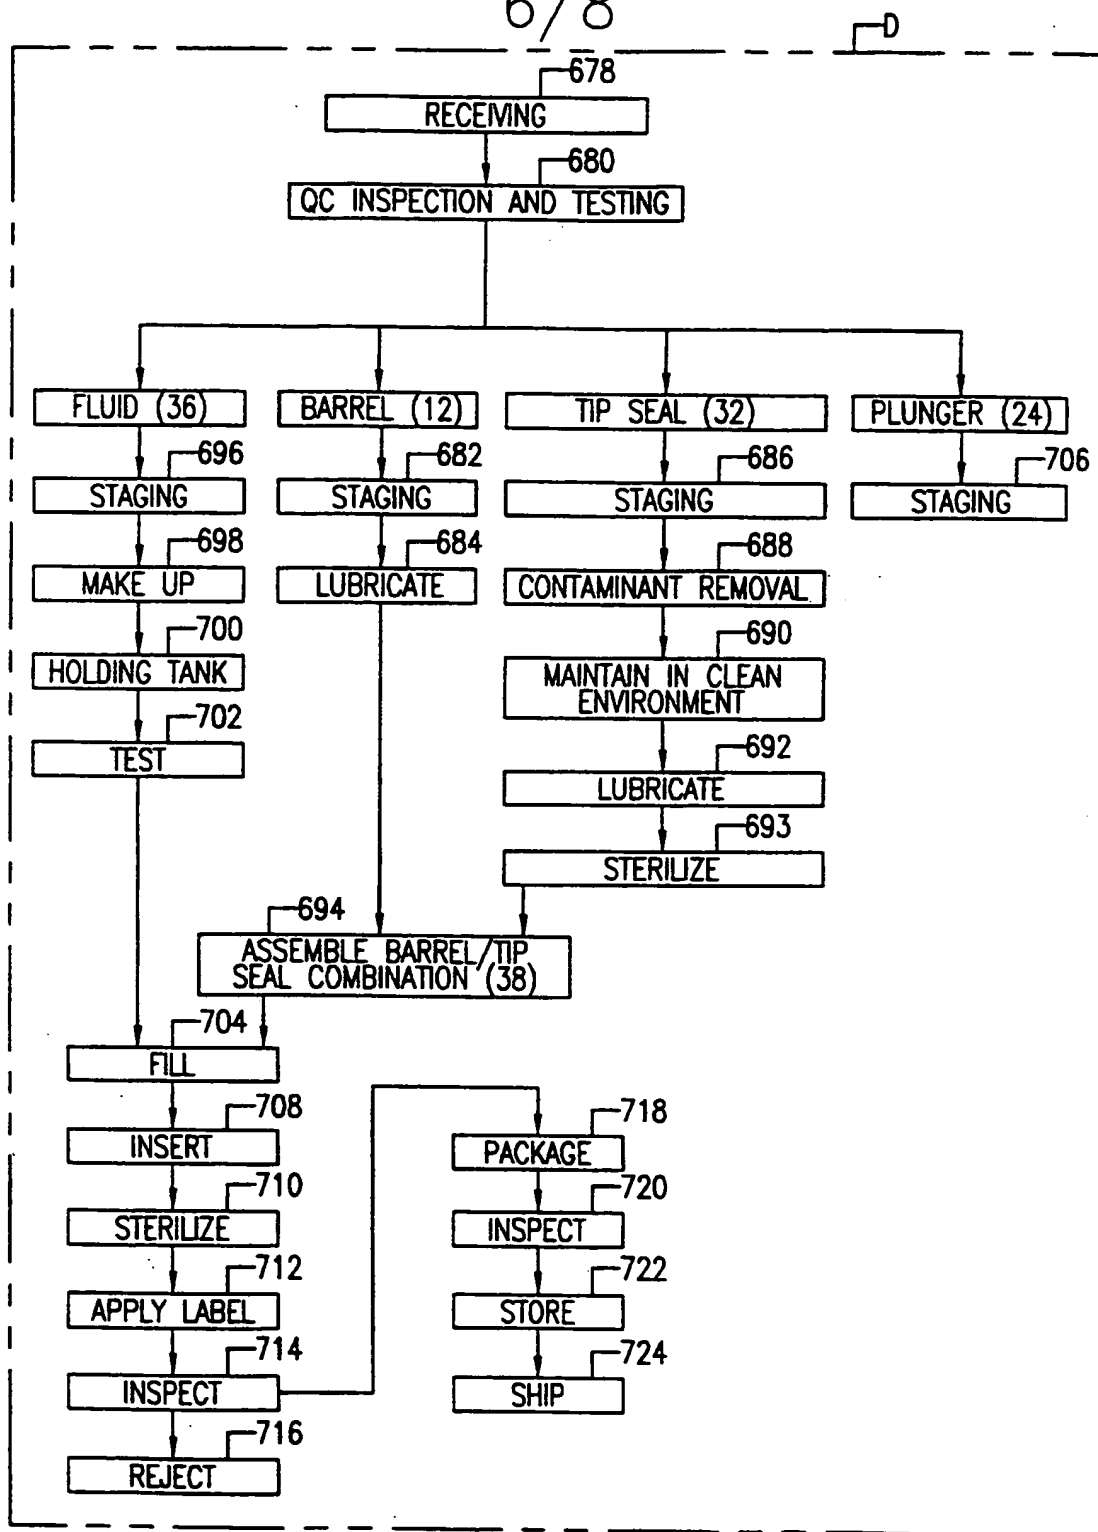 6/8
D
678
RECEIVING
680
QC INSPECTION AND TESTING
FLUID (36)
BARREL (12)
TIP SEAL (32)
PLUNGER (24)
696
682
686
706
STAGING
STAGING
STAGING
STAGING
698
684
688
MAKE UP
LUBRICATE
CONTAMINANT REMOVAL
700
690
HOLDING TANK
MAINTAIN IN CLEAN
ENVIRONMENT
702
TEST
692
LUBRICATE
693
STERILIZE
694
ASSEMBLE BARREL/TIP
SEAL COMBINATION (38)
704
FILL
708
718
INSERT
PACKAGE
710
720
STERILIZE
INSPECT
712
722
APPLY LABEL
STORE
714
724
INSPECT
SHIP
716
REJECT